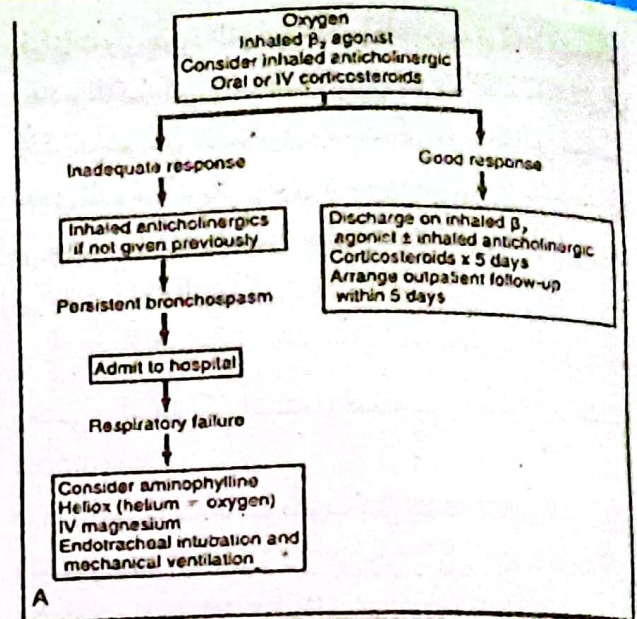 Oxygen
Inhaled β₂ agonist
Consider inhaled anticholinergic
Oral or IV corticosteroids
Inadequate response
Good response
Inhaled anticholinergics
if not given previously
Discharge on inhaled β₂
agonist ± inhaled anticholinergic
Corticosteroids x 5 days
Arrange outpatient follow-up
within 5 days
Persistent bronchospasm
Admit to hospital
Respiratory failure
Consider aminophylline
Heliox (helium - oxygen)
IV magnesium
Endotracheal intubation and
mechanical ventilation
A